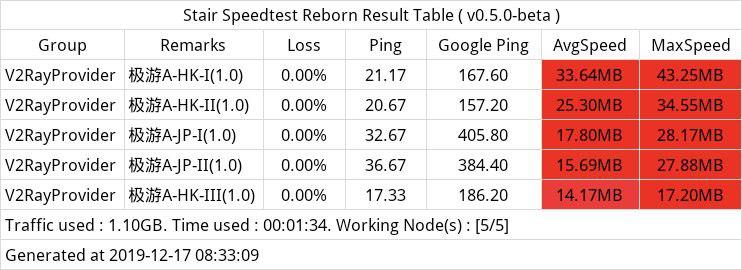 Stair Speedtest Reborn Result Table ( v0.5.0-beta )
Group Remarks Loss Ping Google Ping AvgSpeed MaxSpeed
V2RayProvider 极游A-HK-I(1.0) 0.00% 21.17 167.60 33.64MB 43.25MB
V2RayProvider 极游A-HK-II(1.0) 0.00% 20.67 157.20 25.30MB 34.55MB
V2RayProvider 极游A-JP-I(1.0) 0.00% 32.67 405.80 17.80MB 28.17MB
V2RayProvider 极游A-JP-II(1.0) 0.00% 36.67 384.40 15.69MB 27.88MB
V2RayProvider 极游A-HK-III(1.0) 0.00% 17.33 186.20 14.17MB 17.20MB
Traffic used : 1.10GB. Time used : 00:01:34. Working Node(s) : [5/5]
Generated at 2019-12-17 08:33:09